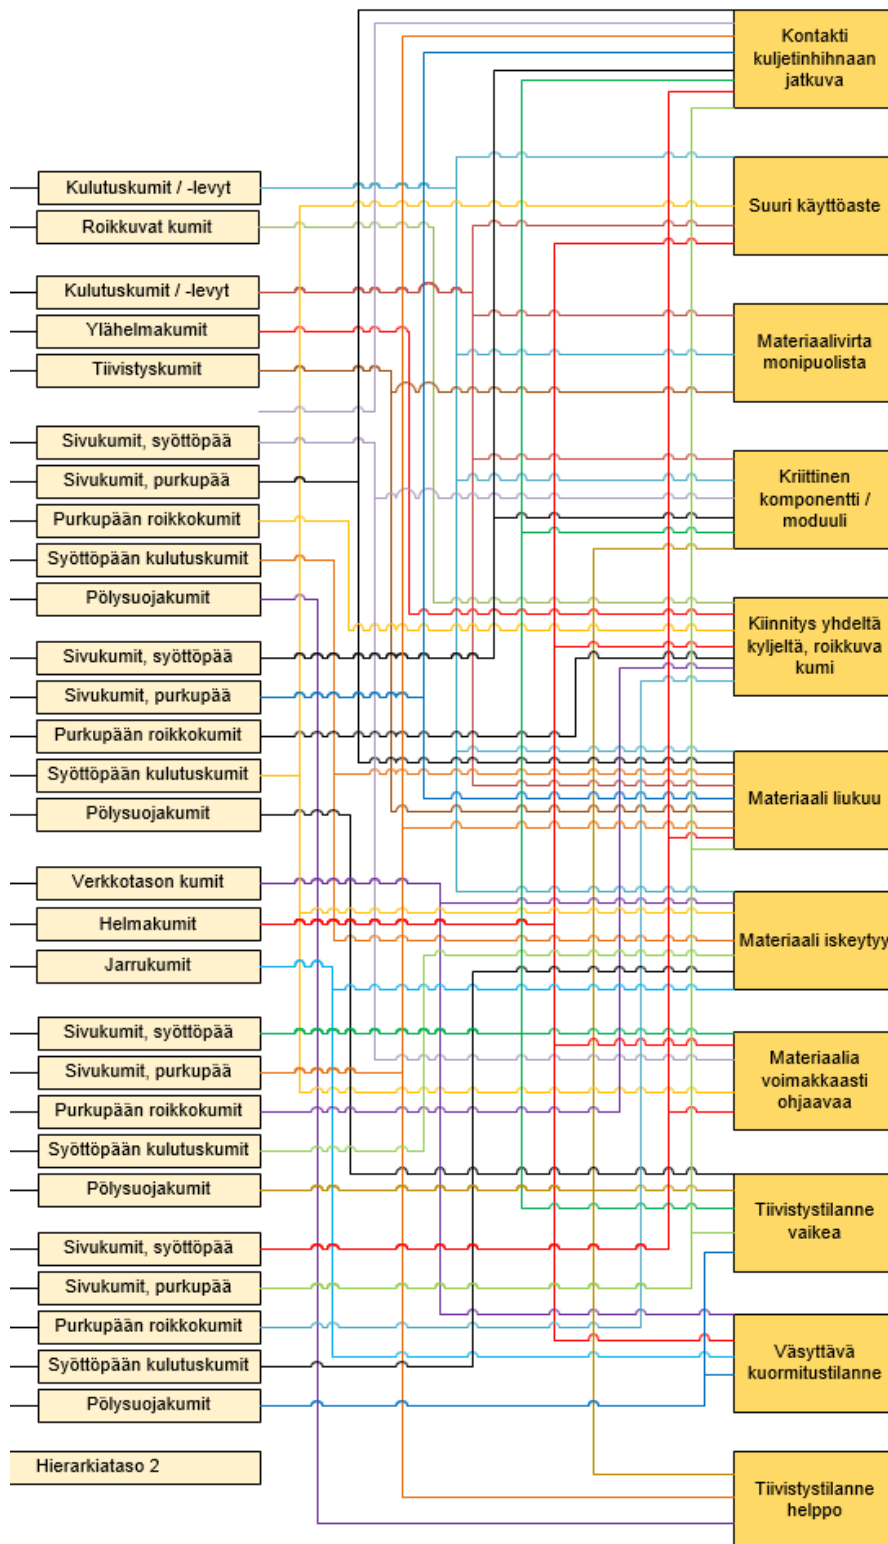 Kulutuskumit / -levyt
Roikkuvat kumit
Kulutuskumit / -levyt
Ylähelmakumit
Tiivistyskumit
Sivukumit, syöttöpää
Sivukumit, purkupää
Purkupään roikkokumit
Syöttöpään kulutuskumit
Pölysuojakumit
Sivukumit, syöttöpää
Sivukumit, purkupää
Purkupään roikkokumit
Syöttöpään kulutuskumit
Pölysuojakumit
Verkkotason kumit
Helmakumit
Jarrukumit
Sivukumit, syöttöpää
Sivukumit, purkupää
Purkupään roikkokumit
Syöttöpään kulutuskumit
Pölysuojakumit
Sivukumit, syöttöpää
Sivukumit, purkupää
Purkupään roikkokumit
Syöttöpään kulutuskumit
Pölysuojakumit
Hierarkiataso 2
Kontakti
kuljetinhihnaan
jatkuva
Suuri käyttöaste
Materiaalivirta
monipuolista
Kriittinen
komponentti /
moduuli
Kiinnitys yhdeltä
kyljeltä, roikkuva
kumi
Materiaali liukuu
Materiaali iskeytyy
Materiaalia
voimakkaasti
ohjaavaa
Tiivistystilanne
vaikea
Väsyttävä
kuormitustilanne
Tiivistystilanne
helppo